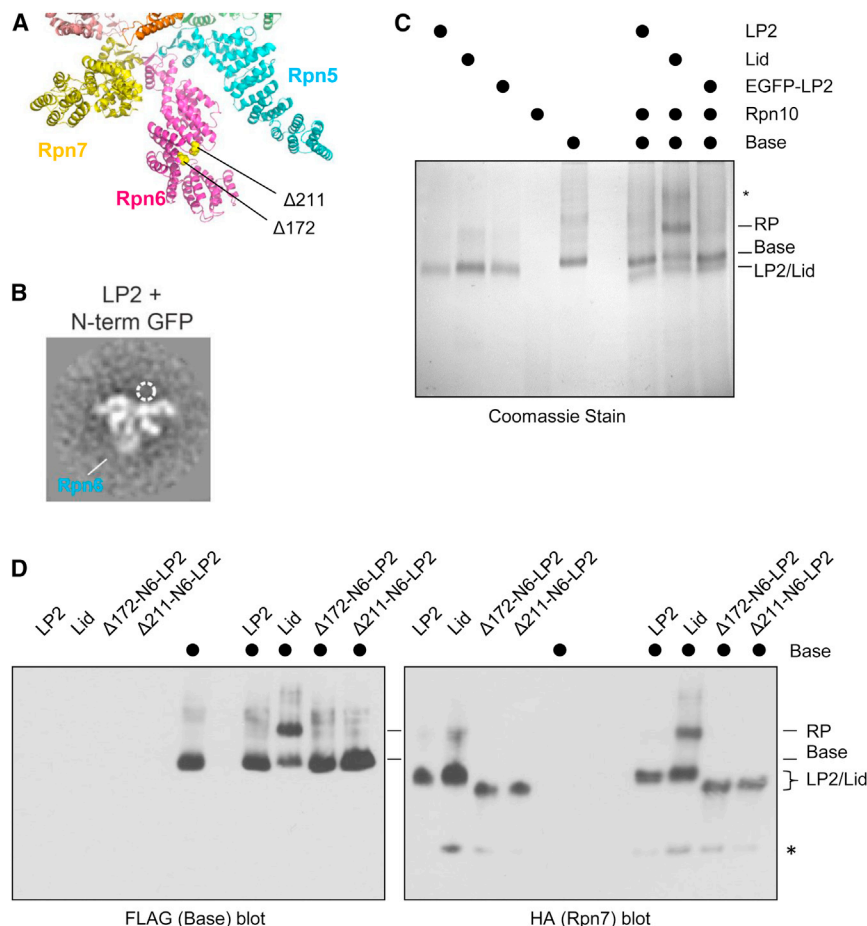 A
Rpn7
Rpn5
Rpn6
Δ211
Δ172
B
LP2 +
N-term GFP
Rpn6
C
LP2
Lid
EGFP-LP2
Rpn10
Base
*
RP
Base
LP2/Lid
Coomassie Stain
D
LP2
Lid
Δ172-N6-LP2
Δ211-N6-LP2
LP2
Lid
Δ172-N6-LP2
Δ211-N6-LP2
LP2
Lid
Δ172-N6-LP2
Δ211-N6-LP2
LP2
Lid
Δ172-N6-LP2
Δ211-N6-LP2
Base
RP
Base
LP2/Lid
*
FLAG (Base) blot
HA (Rpn7) blot